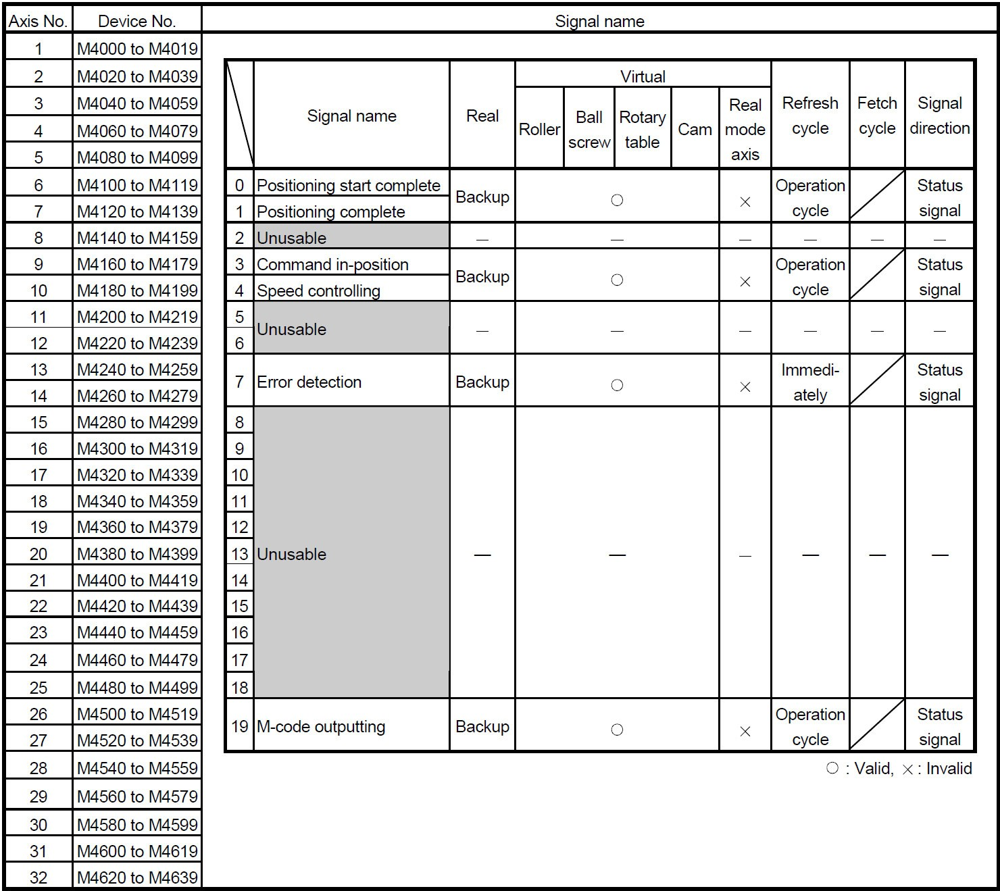 Axis No. Device No. Signal name
1 M4000 to M4019
2 M4020 to M4039
3 M4040 to M4059
4 M4060 to M4079
5 M4080 to M4099
6 M4100 to M4119
7 M4120 to M4139
8 M4140 to M4159
9 M4160 to M4179
10 M4180 to M4199
11 M4200 to M4219
12 M4220 to M4239
13 M4240 to M4259
14 M4260 to M4279
15 M4280 to M4299
16 M4300 to M4319
17 M4320 to M4339
18 M4340 to M4359
19 M4360 to M4379
20 M4380 to M4399
21 M4400 to M4419
22 M4420 to M4439
23 M4440 to M4459
24 M4460 to M4479
25 M4480 to M4499
26 M4500 to M4519
27 M4520 to M4539
28 M4540 to M4559
29 M4560 to M4579
30 M4580 to M4599
31 M4600 to M4619
32 M4620 to M4639
Signal name
Real
Virtual
Roller
Ball
screw
Rotary
table
Cam
Real
mode
axis
Refresh
cycle
Fetch
cycle
Signal
direction
0 Positioning start complete
1 Positioning complete
Backup
○
×
Operation
cycle
Status
signal
2 Unusable — — — — — —
3 Command in-position
4 Speed controlling
Backup
○
×
Operation
cycle
Status
signal
5
6
Unusable — — — — — —
7 Error detection Backup ○ ×
Immedi-
ately
Status
signal
8
9
10
11
12
13
14
15
16
17
18
Unusable — — — — — —
19 M-code outputting Backup ○ ×
Operation
cycle
Status
signal
○ : Valid, × : Invalid